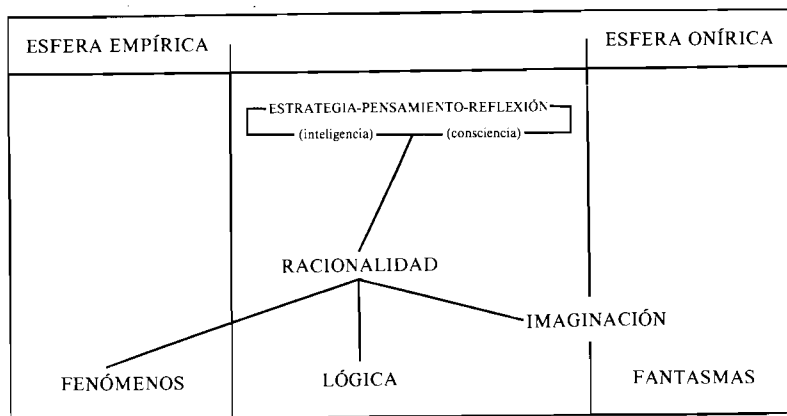 ESFERA EMPÍRICA
ESFERA ONÍRICA
ESTRATEGIA-PENSAMIENTO-REFLEXIÓN
(inteligencia) (consciencia)
RACIONALIDAD
IMAGINACIÓN
FENÓMENOS LÓGICA FANTASMAS